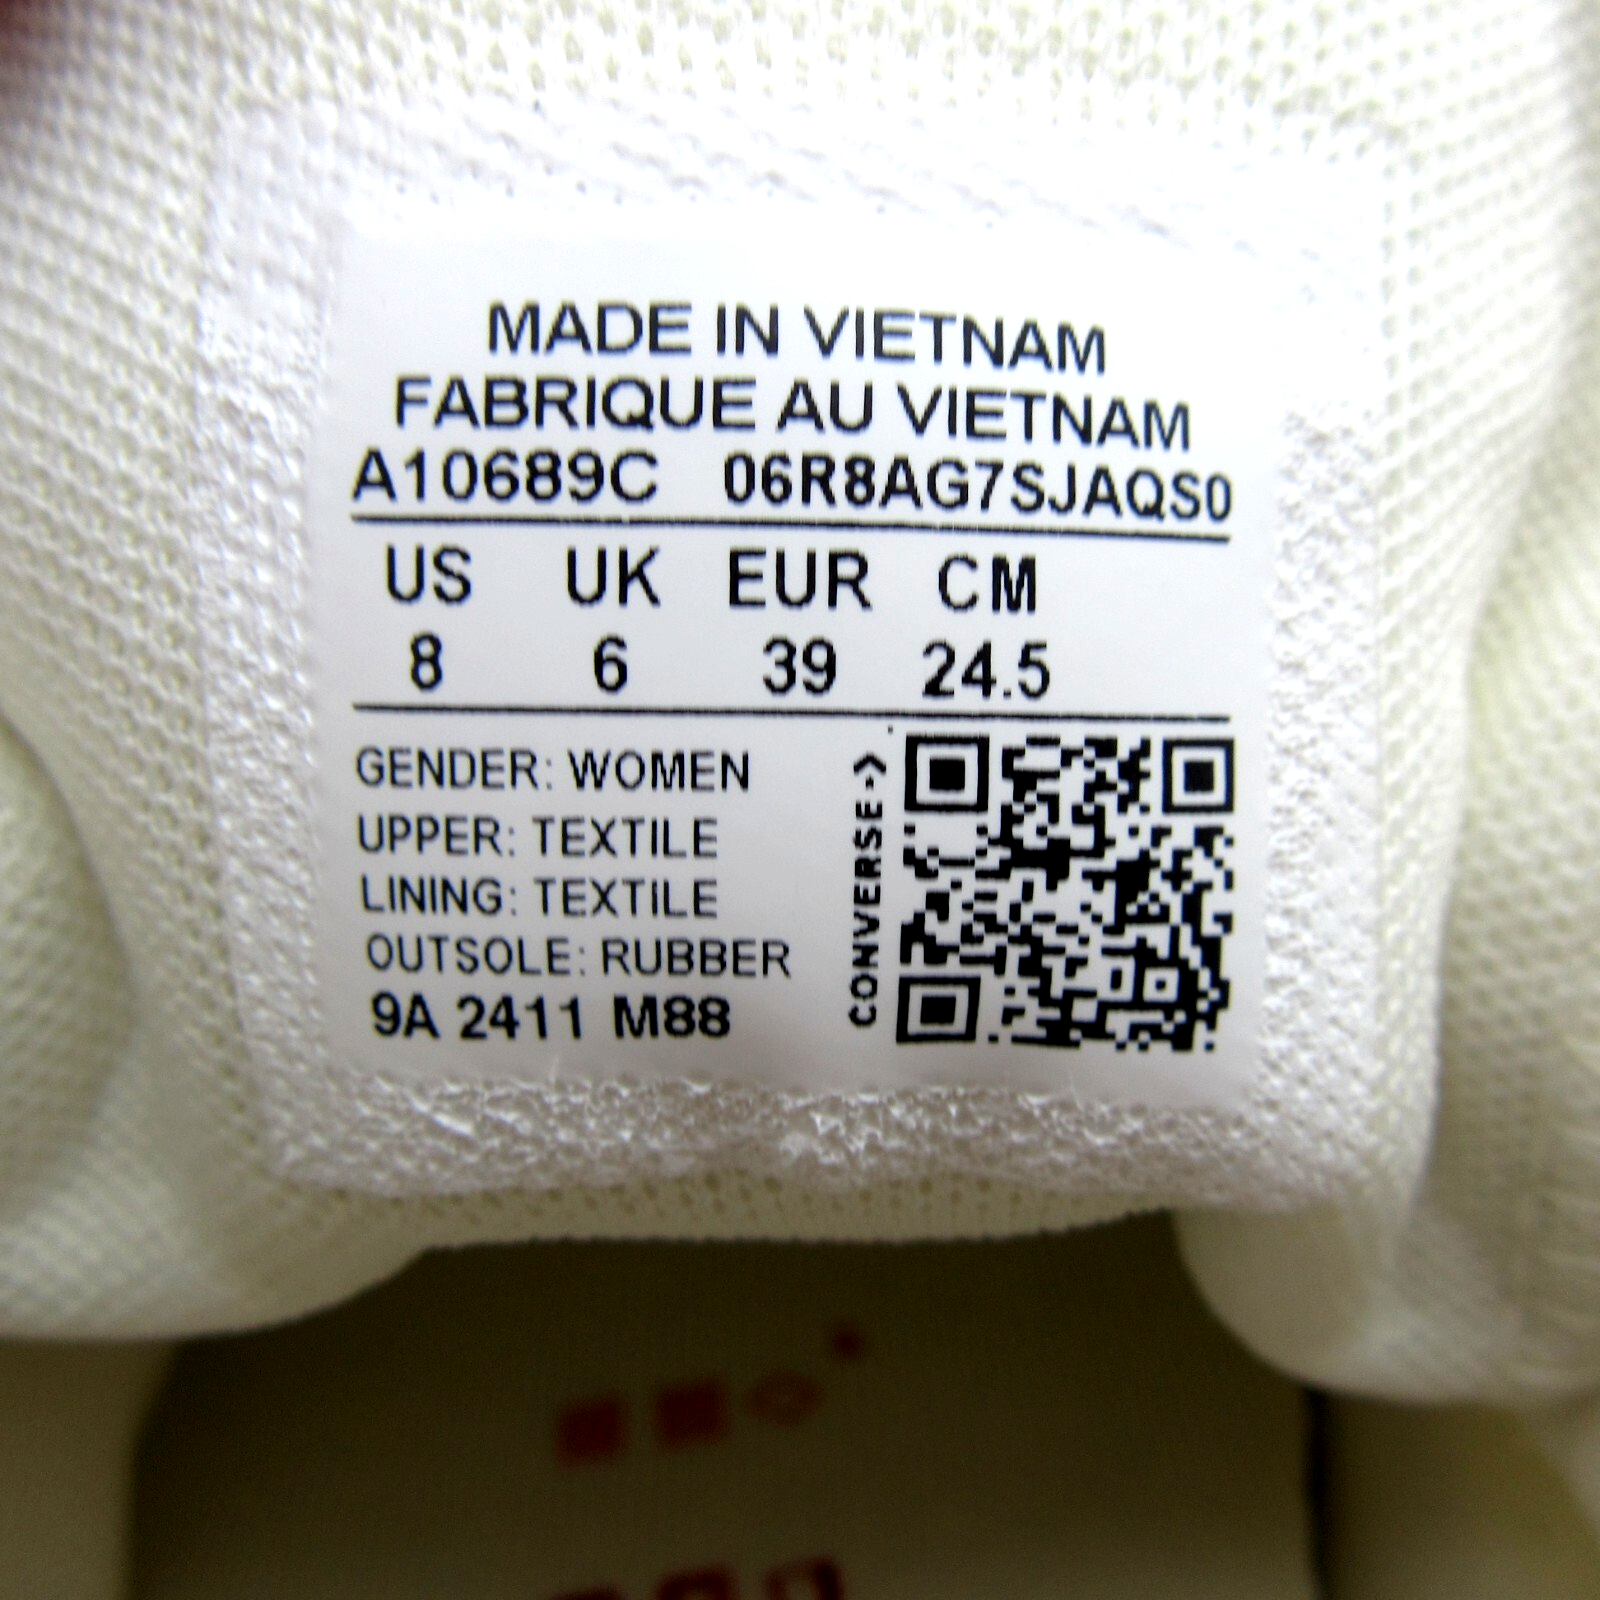 MADE IN VIETNAM
FABRIQUE AU VIETNAM
A10689C 06R8AG7SJAQS0
US UK EUR CM
8 6 39 24.5
GENDER: WOMEN
UPPER: TEXTILE
LINING: TEXTILE
OUTSOLE: RUBBER
9A 2411 M88
CONVERSE